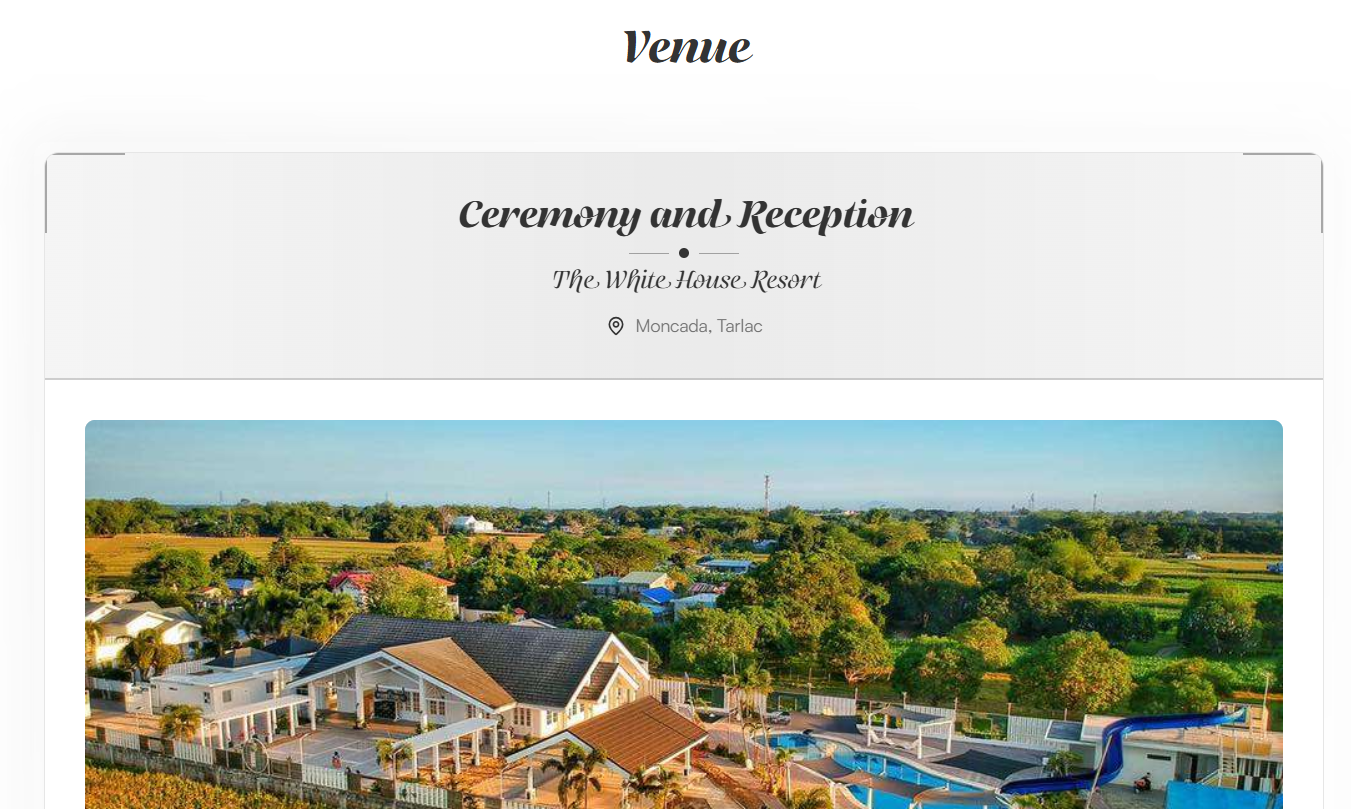 Venue
Ceremony and Reception
The White House Resort
Moncada, Tarlac